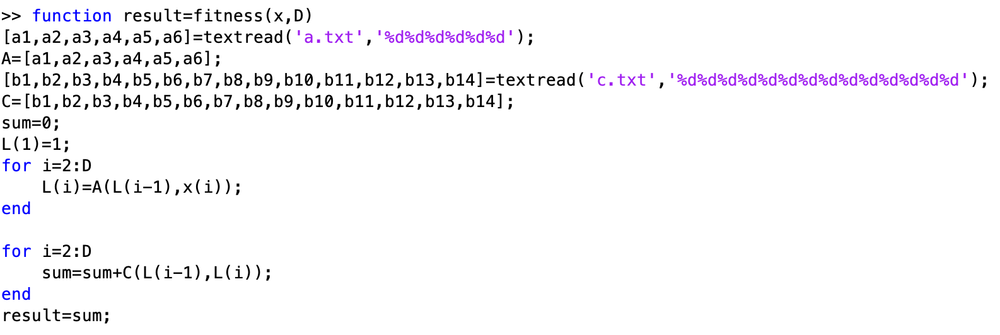 >> function result=fitness(x,D)
[a1,a2,a3,a4,a5,a6]=textread('a.txt','%d%d%d%d%d%d');
A=[a1,a2,a3,a4,a5,a6];
[b1,b2,b3,b4,b5,b6,b7,b8,b9,b10,b11,b12,b13,b14]=textread('c.txt','%d%d%d%d%d%d%d%d%d%d%d%d%d%d');
C=[b1,b2,b3,b4,b5,b6,b7,b8,b9,b10,b11,b12,b13,b14];
sum=0;
L(1)=1;
for i=2:D
    L(i)=A(L(i-1),x(i));
end

for i=2:D
    sum=sum+C(L(i-1),L(i));
end
result=sum;